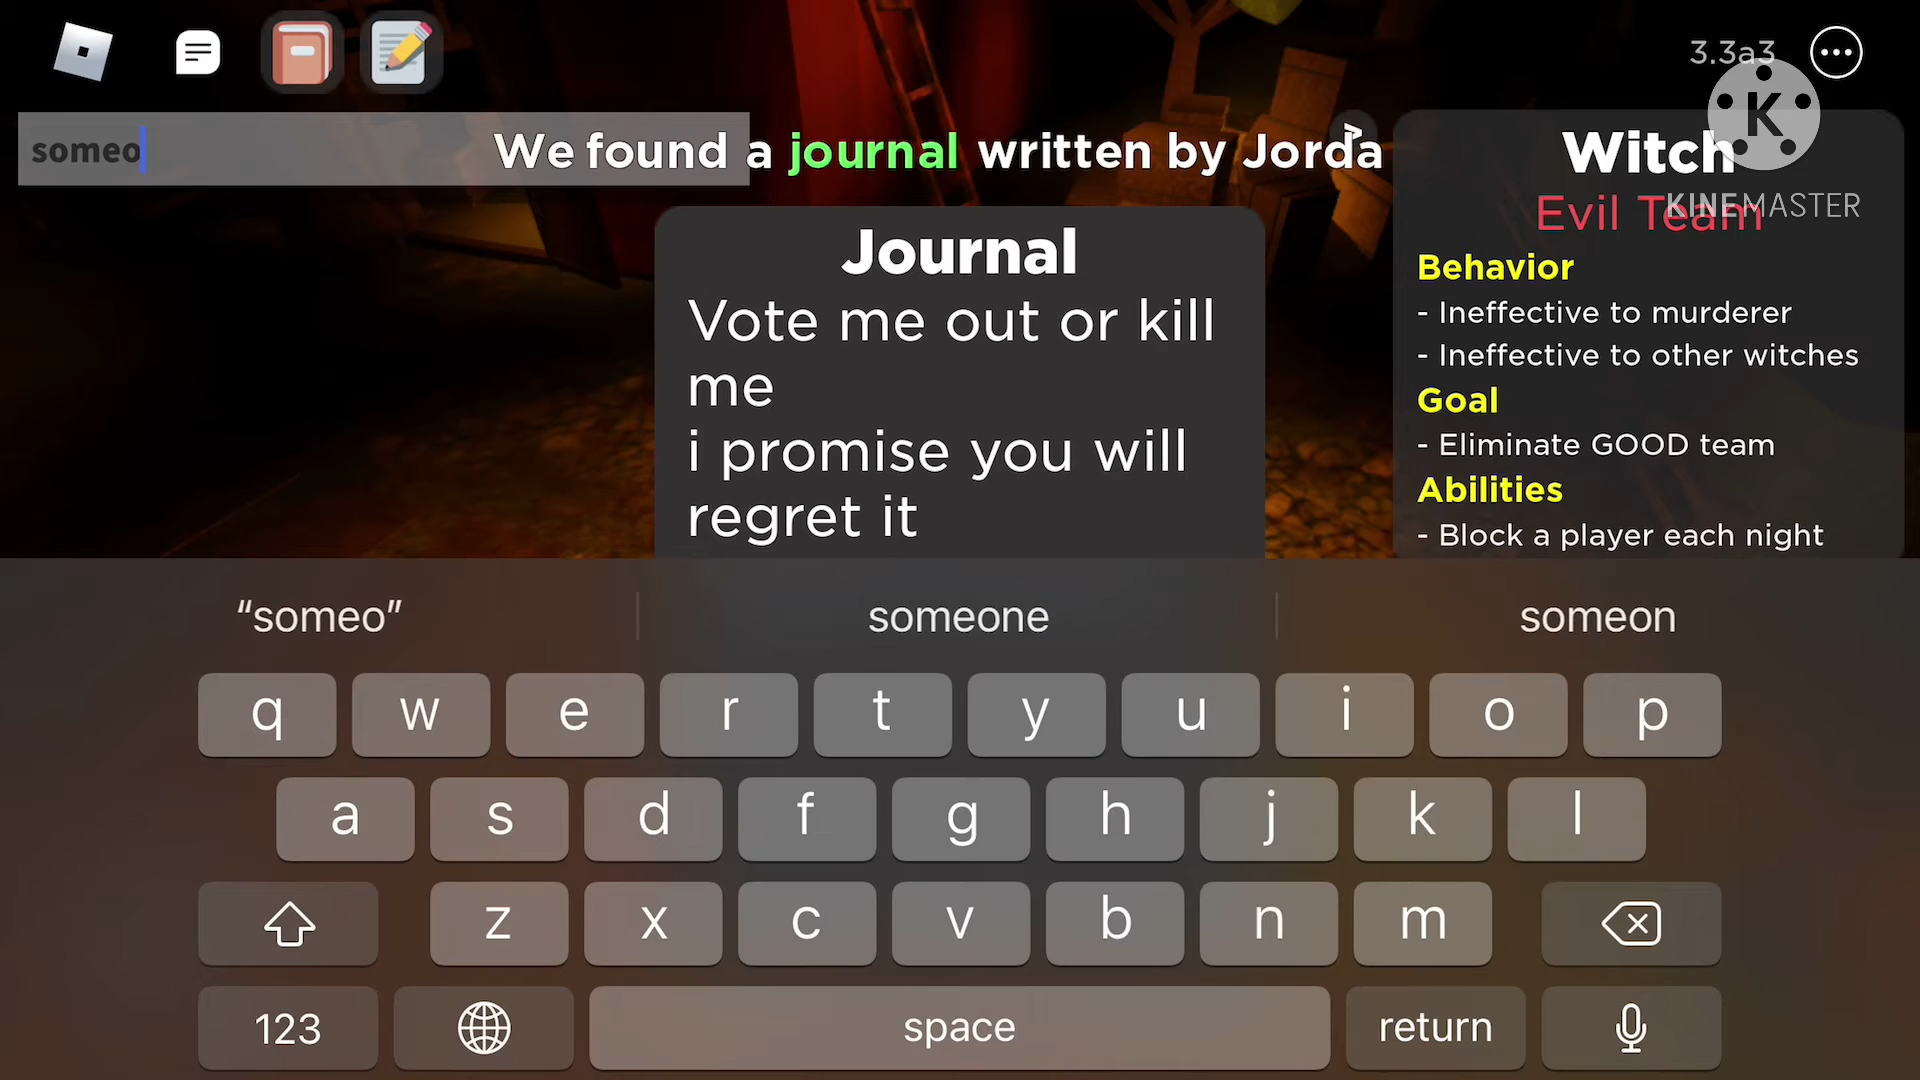 3.3a3
K
KINEMASTER
someo
We found a journal written by Jorda
>
Journal
Vote me out or kill
me
i promise you will
regret it
Witch
Evil Team
Behavior
- Ineffective to murderer
- Ineffective to other witches
Goal
- Eliminate GOOD team
Abilities
- Block a player each night
“someo” someone someon
q w e r t y u i o p
a s d f g h j k l
z x c v b n m
123 space return